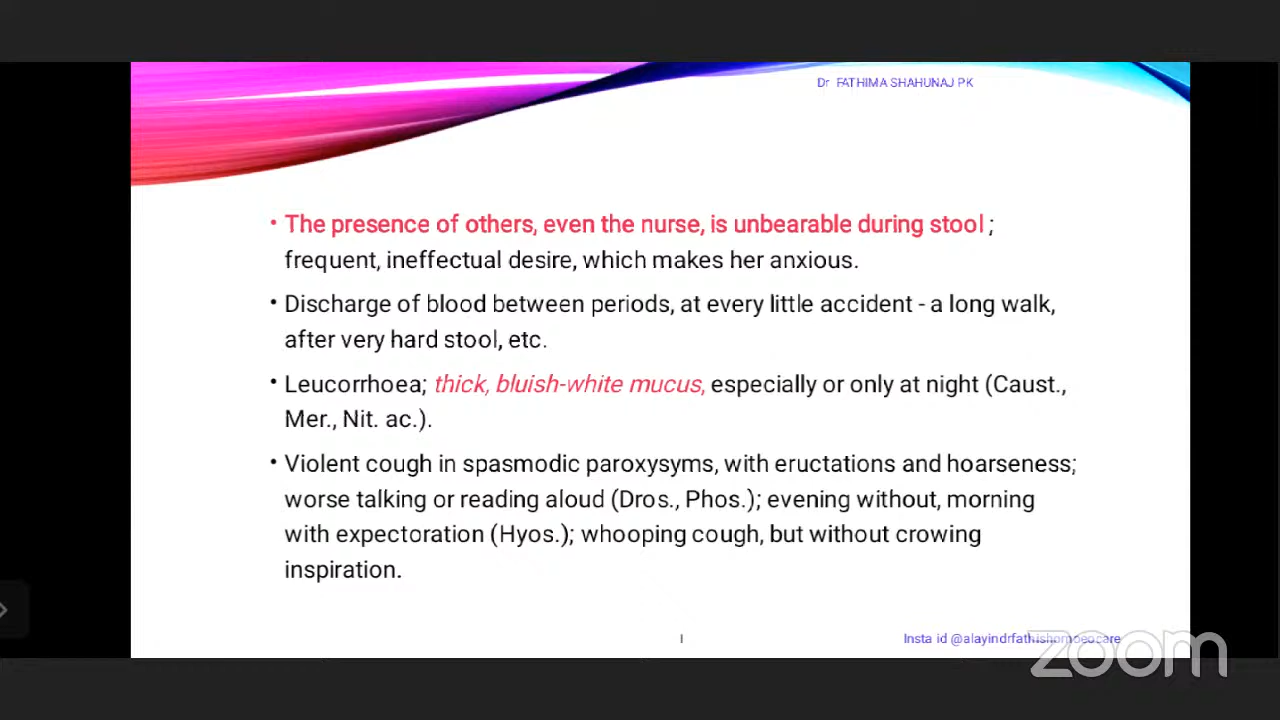 Dr FATHIMA SHAHUNAJ PK
• The presence of others, even the nurse, is unbearable during stool ;
frequent, ineffectual desire, which makes her anxious.
• Discharge of blood between periods, at every little accident - a long walk,
after very hard stool, etc.
• Leucorrhoea; thick, bluish-white mucus, especially or only at night (Caust.,
Mer., Nit. ac.).
• Violent cough in spasmodic paroxysyms, with eructations and hoarseness;
worse talking or reading aloud (Dros., Phos.); evening without, morning
with expectoration (Hyos.); whooping cough, but without crowing
inspiration.
Insta id @alayindrfathishomoeocare
zoom